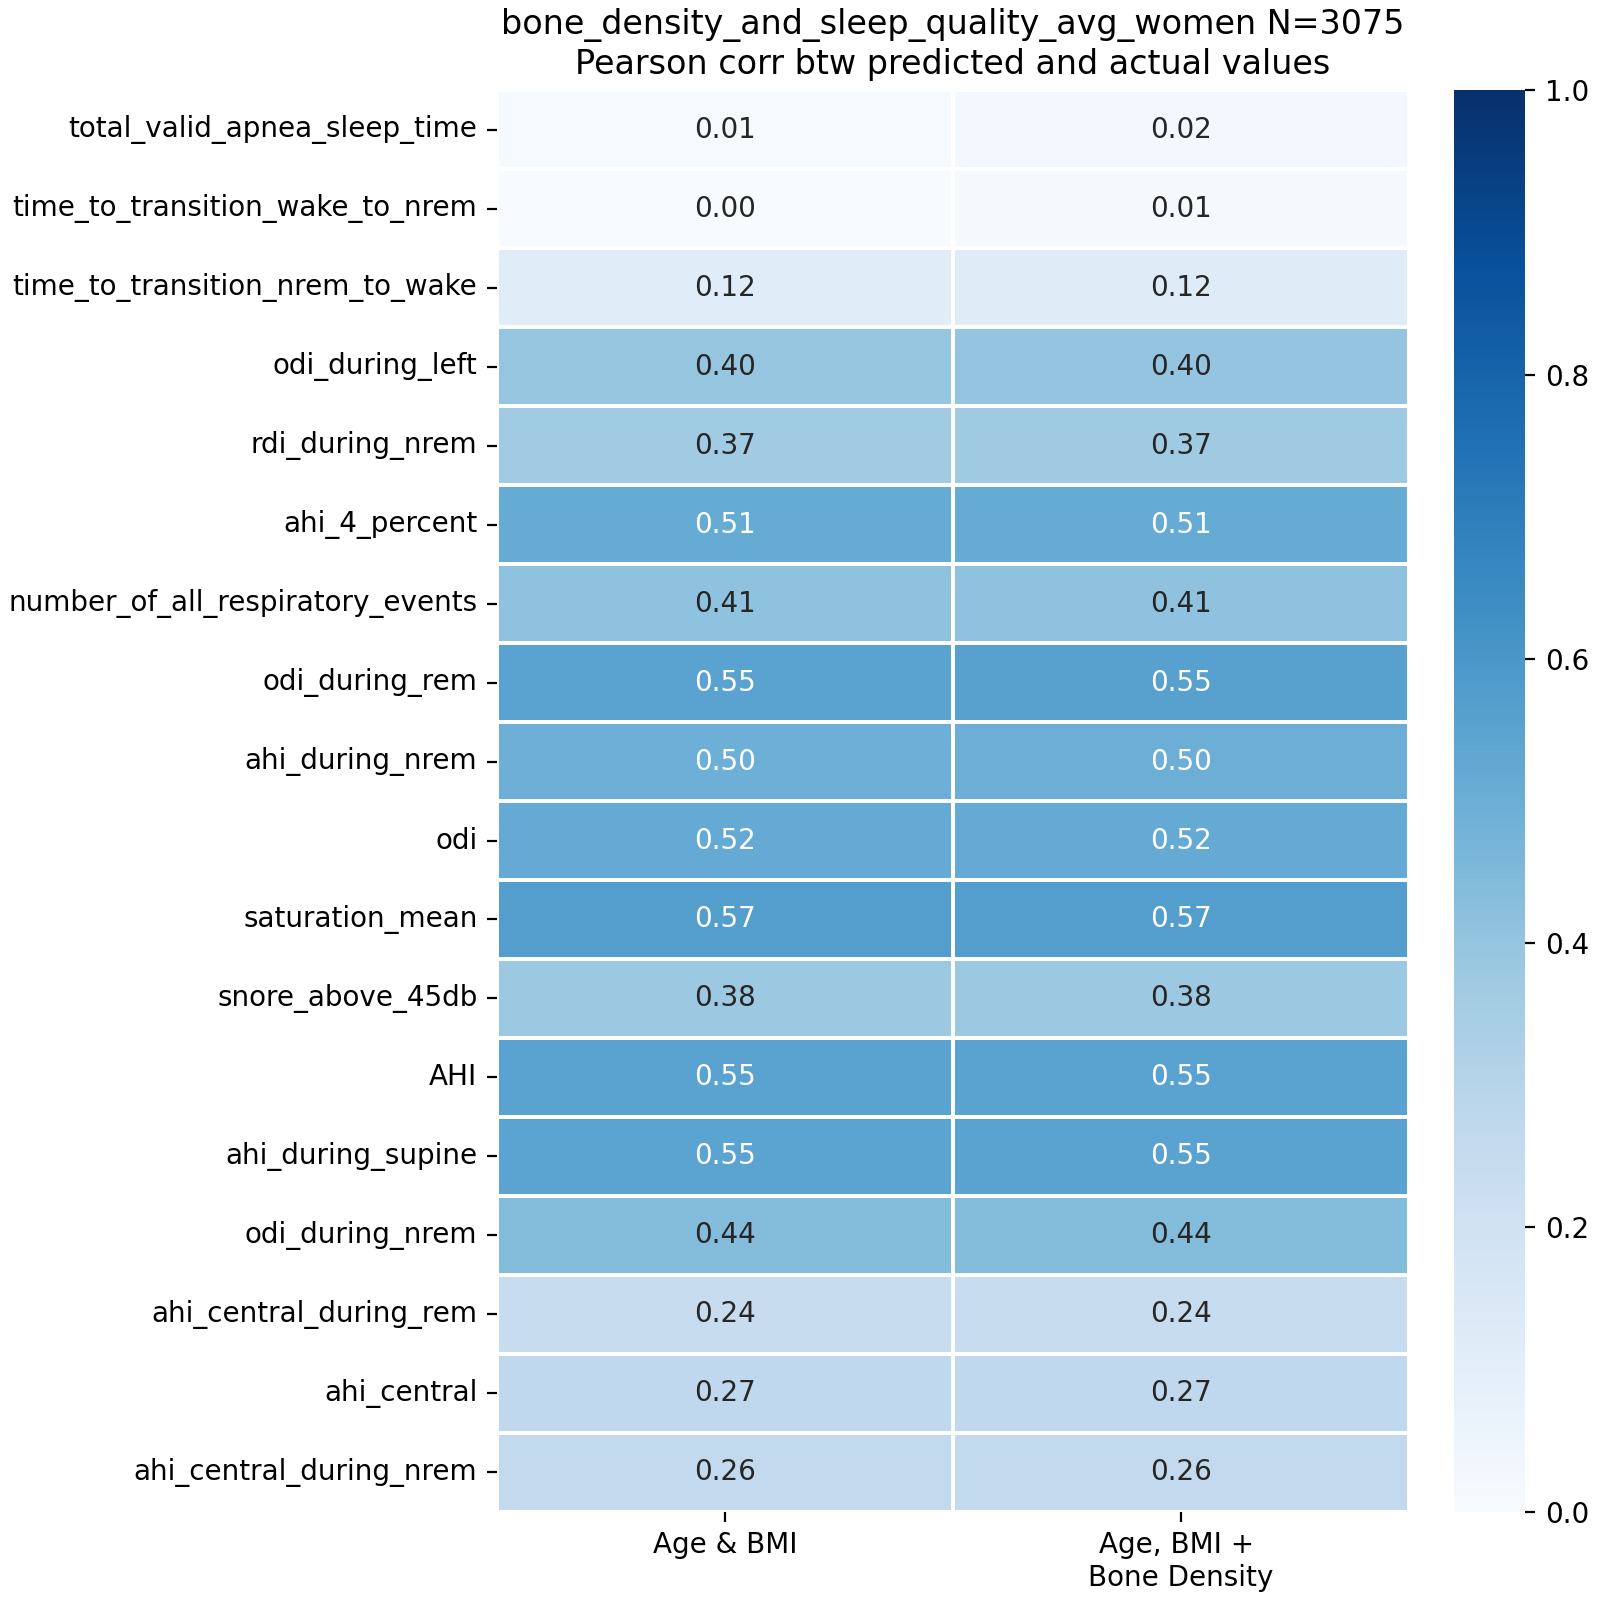 bone_density_and_sleep_quality_avg_women N=3075
Pearson corr btw predicted and actual values
total_valid_apnea_sleep_time 0.01 0.02
time_to_transition_wake_to_nrem 0.00 0.01
time_to_transition_nrem_to_wake 0.12 0.12
odi_during_left 0.40 0.40
rdi_during_nrem 0.37 0.37
ahi_4_percent 0.51 0.51
number_of_all_respiratory_events 0.41 0.41
odi_during_rem 0.55 0.55
ahi_during_nrem 0.50 0.50
odi 0.52 0.52
saturation_mean 0.57 0.57
snore_above_45db 0.38 0.38
AHI 0.55 0.55
ahi_during_supine 0.55 0.55
odi_during_nrem 0.44 0.44
ahi_central_during_rem 0.24 0.24
ahi_central 0.27 0.27
ahi_central_during_nrem 0.26 0.26
Age & BMI
Age, BMI +
Bone Density
1.0
0.8
0.6
0.4
0.2
0.0